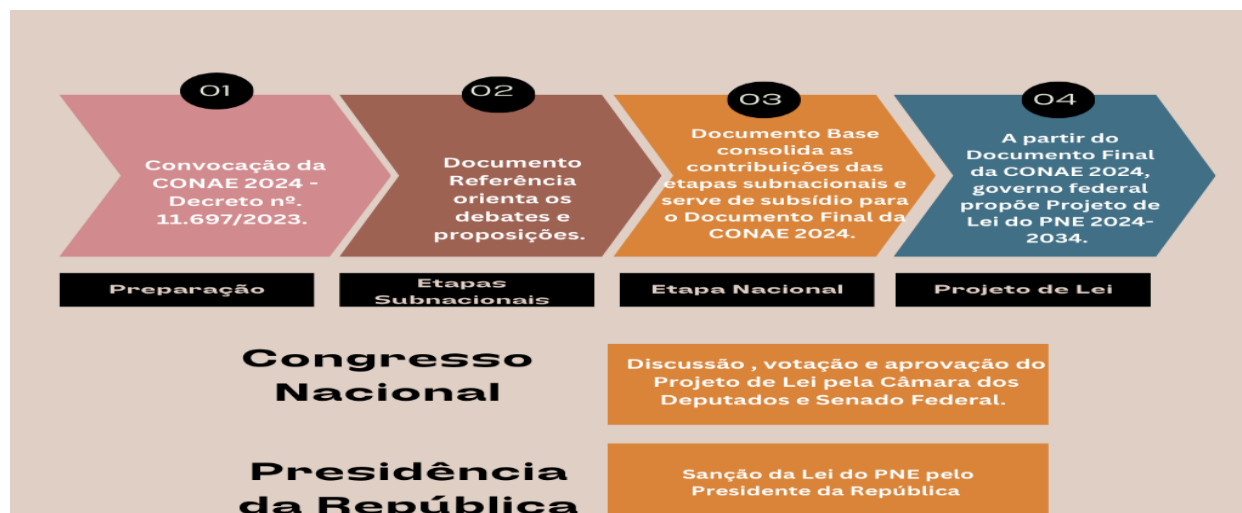 01
Convocação da
CONAE 2024 -
Decreto nº.
11.697/2023.
02
Documento
Referência
orienta os
debates e
proposições.
03
Documento Base
consolida as
contribuições das
etapas subnacionais e
serve de subsídio para
o Documento Final da
CONAE 2024.
04
A partir do
Documento Final
da CONAE 2024,
governo federal
propõe Projeto de
Lei do PNE 2024-
2034.
Preparação
Etapas
Subnacionais
Etapa Nacional
Projeto de Lei
Congresso
Nacional
Discussão , votação e aprovação do
Projeto de Lei pela Câmara dos
Deputados e Senado Federal.
Presidência
da República
Sanção da Lei do PNE pelo
Presidente da República